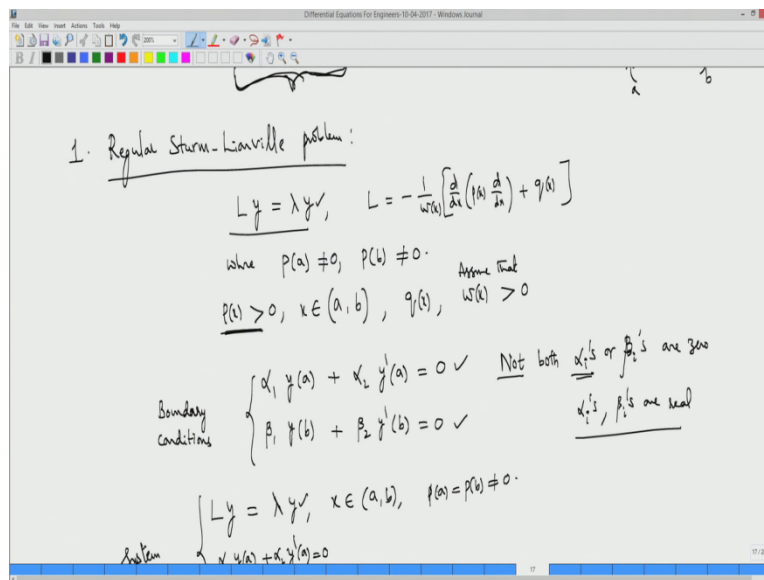 Differential Equations For Engineers-10-04-2017 - Windows Journal
File Edit View Insert Actions Tools Help
200%
B I
a b
1. Regular Sturm-Liouville problem:
Ly = λy✓, L = -1/w(x) [d/dx (p(x) d/dx) + q(x)]
where p(a) ≠ 0, p(b) ≠ 0.
p(x) > 0, x ∈ (a, b), q(x), Assume that w(x) > 0
Boundary conditions { α₁ y(a) + α₂ y'(a) = 0 ✓ Not both αᵢ's or βᵢ's are zero
β₁ y(b) + β₂ y'(b) = 0 ✓ αᵢ's, βᵢ's are real
System { Ly = λy✓, x ∈ (a, b), p(a) = p(b) ≠ 0.
α₁ y(a) + α₂ y'(a) = 0
17